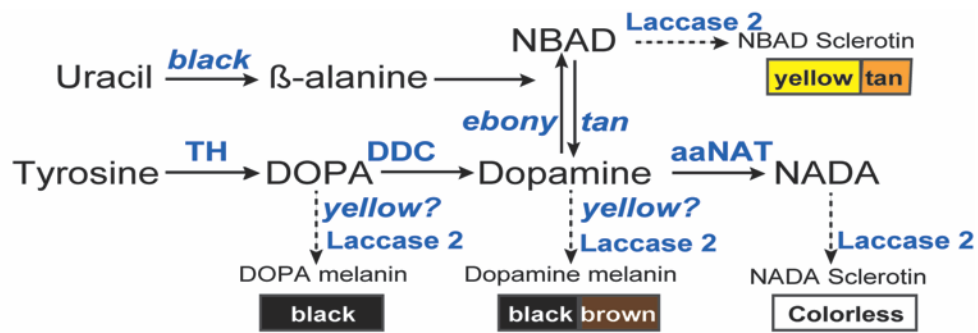 Laccase 2
NBAD
NBAD Sclerotin
black
Uracil
ß-alanine
yellow tan
ebony tan
TH
DDC
aaNAT
Tyrosine
DOPA
Dopamine
NADA
yellow?
yellow?
Laccase 2
Laccase 2
Laccase 2
DOPA melanin
Dopamine melanin
NADA Sclerotin
black
black brown
Colorless